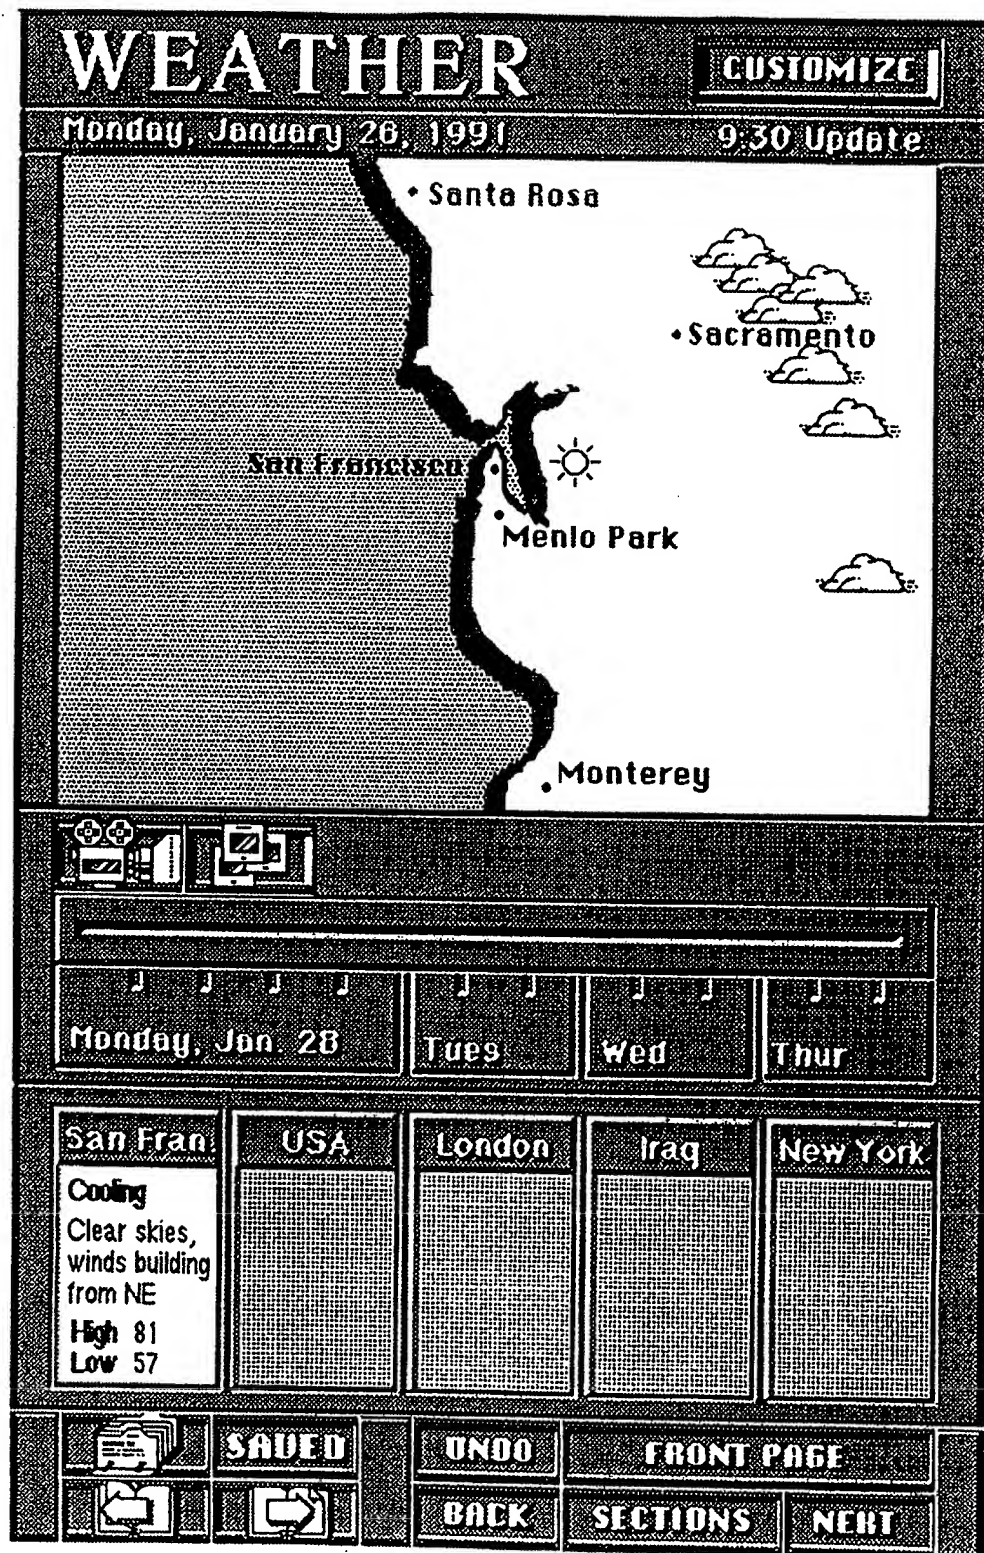 WEATHER
CUSTOMIZE
Monday, January 28, 1991
9:30 Update
Santa Rosa
Sacramento
San Francisco
Menlo Park
Monterey
Monday, Jan. 28
Tues
Wed
Thur
San Fran.
USA
London
Iraq
New York
Cooling
Clear skies,
winds building
from NE
High 81
Low 57
SAVED
UNDO
FRONT PAGE
BACK
SECTIONS
NEXT